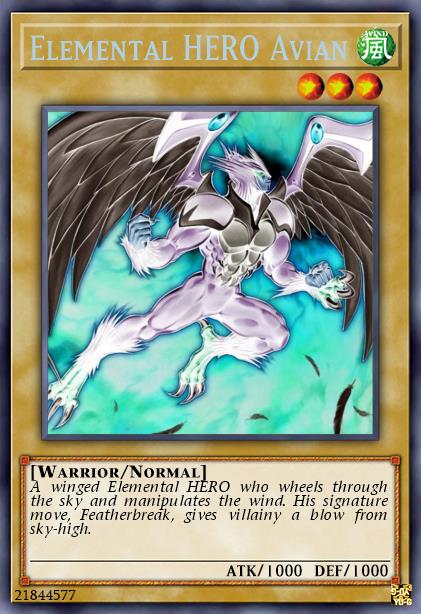 Elemental HERO Avian
WIND
風
[Warrior/Normal]
A winged Elemental HERO who wheels through
the sky and manipulates the wind. His signature
move, Featherbreak, gives villainy a blow from
sky-high.
ATK/1000 DEF/1000
21844577